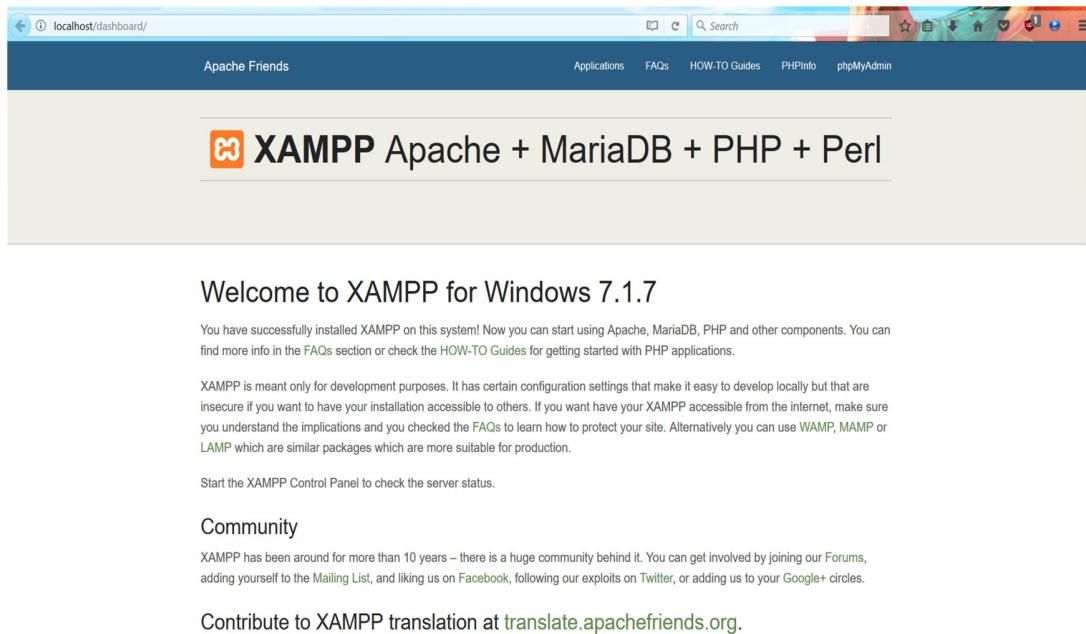 localhost/dashboard/
Search
1
Apache Friends
Applications FAQs HOW-TO Guides PHPInfo phpMyAdmin
XAMPP Apache + MariaDB + PHP + Perl
Welcome to XAMPP for Windows 7.1.7
You have successfully installed XAMPP on this system! Now you can start using Apache, MariaDB, PHP and other components. You can
find more info in the FAQs section or check the HOW-TO Guides for getting started with PHP applications.
XAMPP is meant only for development purposes. It has certain configuration settings that make it easy to develop locally but that are
insecure if you want to have your installation accessible to others. If you want have your XAMPP accessible from the internet, make sure
you understand the implications and you checked the FAQs to learn how to protect your site. Alternatively you can use WAMP, MAMP or
LAMP which are similar packages which are more suitable for production.
Start the XAMPP Control Panel to check the server status.
Community
XAMPP has been around for more than 10 years – there is a huge community behind it. You can get involved by joining our Forums,
adding yourself to the Mailing List, and liking us on Facebook, following our exploits on Twitter, or adding us to your Google+ circles.
Contribute to XAMPP translation at translate.apachefriends.org.